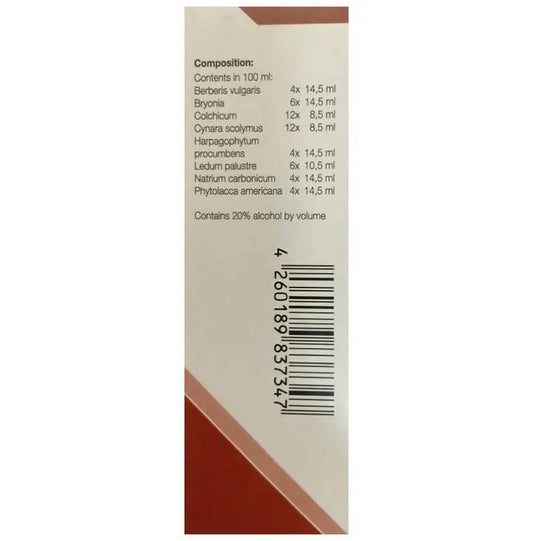 Composition:
Contents in 100 ml:
Berberis vulgaris 4x 14,5 ml
Bryonia 6x 14,5 ml
Colchicum 12x 8,5 ml
Cynara scolymus 12x 8,5 ml
Harpagophytum
procumbens 4x 14,5 ml
Ledum palustre 6x 10,5 ml
Natrium carbonicum 4x 14,5 ml
Phytolacca americana 4x 14,5 ml
Contains 20% alcohol by volume
4 260189 837347